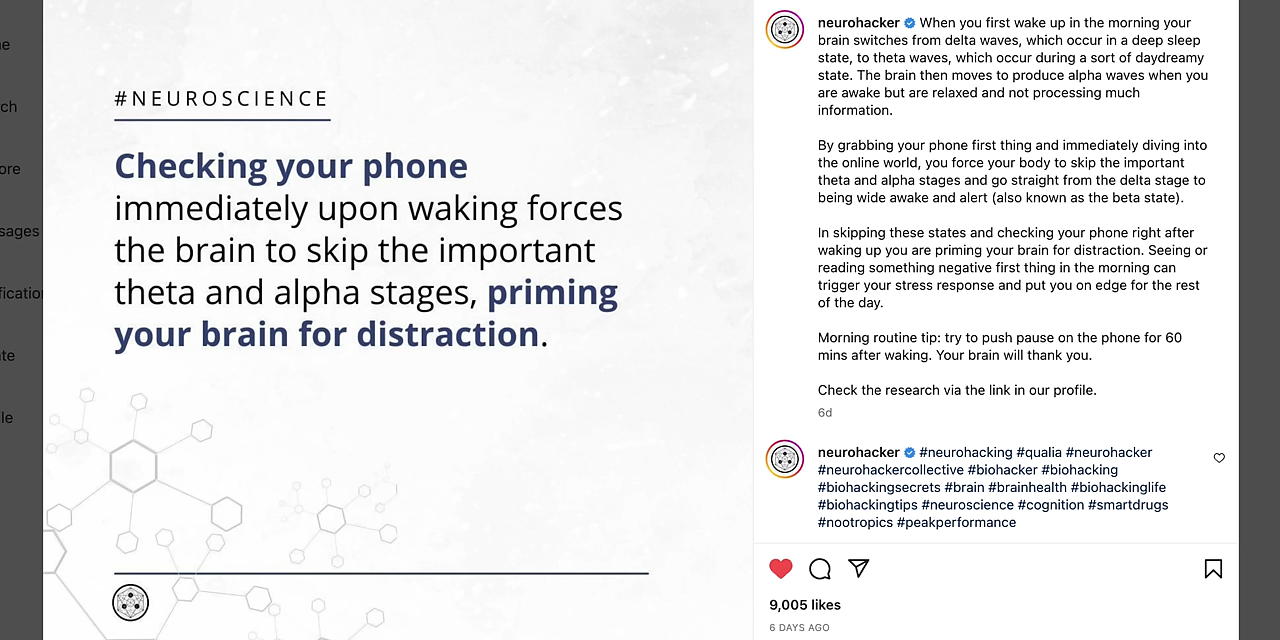 #NEUROSCIENCE
Checking your phone
immediately upon waking forces
the brain to skip the important
theta and alpha stages, priming
your brain for distraction.
neurohacker When you first wake up in the morning your
brain switches from delta waves, which occur in a deep sleep
state, to theta waves, which occur during a sort of daydreamy
state. The brain then moves to produce alpha waves when you
are awake but are relaxed and not processing much
information.
By grabbing your phone first thing and immediately diving into
the online world, you force your body to skip the important
theta and alpha stages and go straight from the delta stage to
being wide awake and alert (also known as the beta state).
In skipping these states and checking your phone right after
waking up you are priming your brain for distraction. Seeing or
reading something negative first thing in the morning can
trigger your stress response and put you on edge for the rest
of the day.
Morning routine tip: try to push pause on the phone for 60
mins after waking. Your brain will thank you.
Check the research via the link in our profile.
6d
neurohacker #neurohacking #qualia #neurohacker
#neurohackercollective #biohacker #biohacking
#biohackingsecrets #brain #brainhealth #biohackinglife
#biohackingtips #neuroscience #cognition #smartdrugs
#nootropics #peakperformance
9,005 likes
6 DAYS AGO